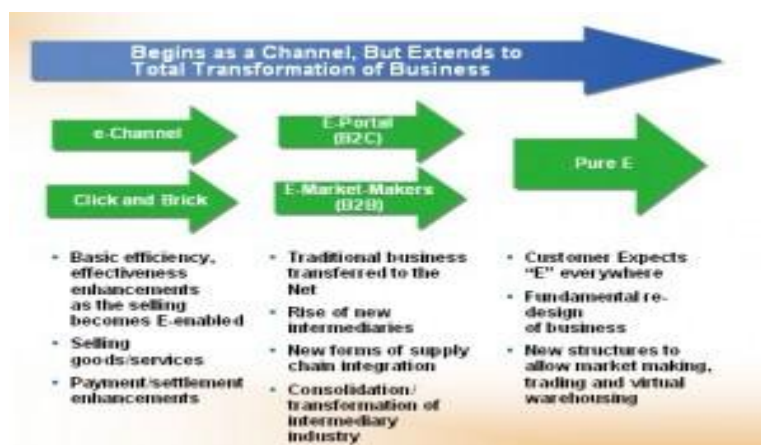 Begins as a Channel, But Extends to
Total Transformation of Business
e-Channel
E-Portal
(B2C)
Pure E
Click and Brick
E-Market-Makers
(B2B)
• Basic efficiency,
effectiveness
enhancements
as the selling
becomes E-enabled
• Selling
goods/services
• Payment/settlement
enhancements
• Traditional business
transferred to the
Net
• Rise of new
intermediaries
• New forms of supply
chain integration
• Consolidation/
transformation of
intermediary
industry
• Customer Expects
"E" everywhere
• Fundamental re-
design
of business
• New structures to
allow market making,
trading and virtual
warehousing